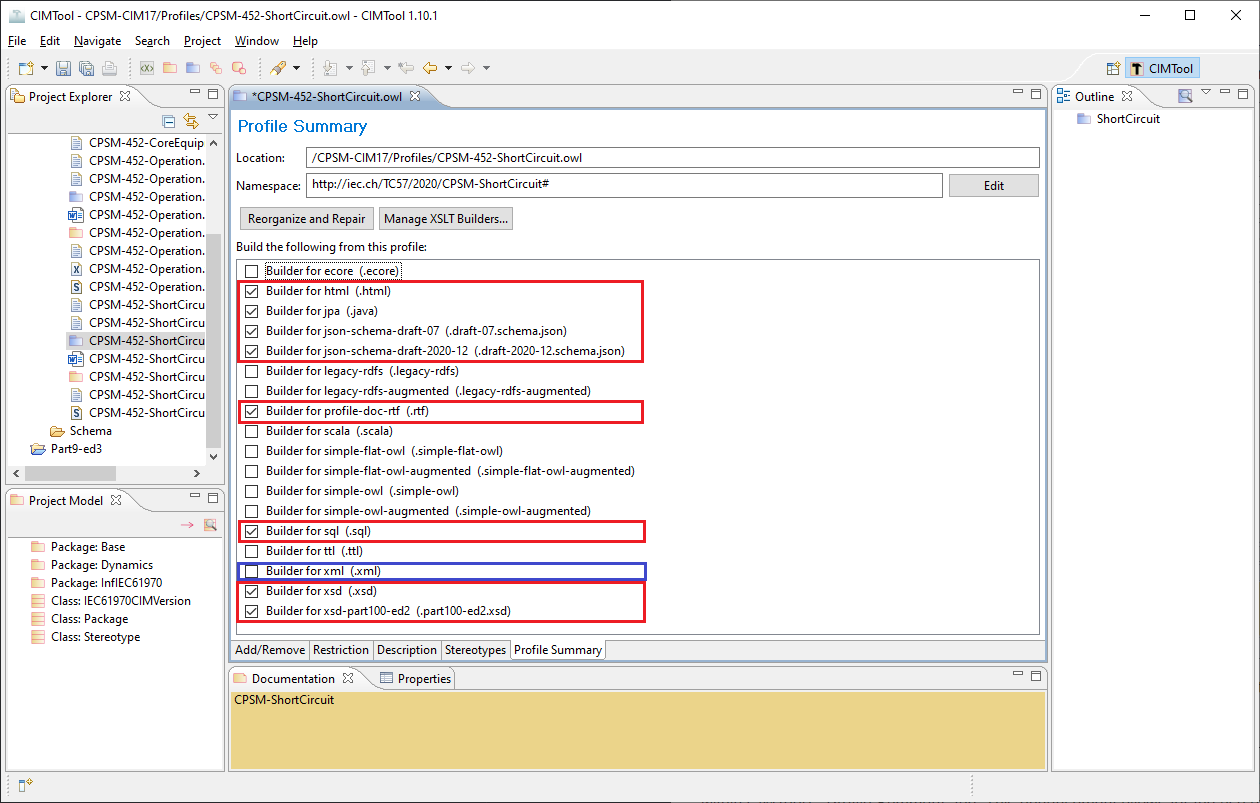 CIMTool - CPSM-CIM17/Profiles/CPSM-452-ShortCircuit.owl - CIMTool 1.10.1
File Edit Navigate Search Project Window Help
CIMTool
Project Explorer
CPSM-452-CoreEquip
CPSM-452-Operation.
CPSM-452-Operation.
CPSM-452-Operation.
CPSM-452-Operation.
CPSM-452-Operation.
CPSM-452-Operation.
CPSM-452-Operation.
CPSM-452-Operation.
CPSM-452-Operation.
CPSM-452-ShortCircu
CPSM-452-ShortCircu
CPSM-452-ShortCircu
CPSM-452-ShortCircu
CPSM-452-ShortCircu
CPSM-452-ShortCircu
CPSM-452-ShortCircu
Schema
Part9-ed3
Project Model
Package: Base
Package: Dynamics
Package: InfIEC61970
Class: IEC61970CIMVersion
Class: Package
Class: Stereotype
*CPSM-452-ShortCircuit.owl
Profile Summary
Location: /CPSM-CIM17/Profiles/CPSM-452-ShortCircuit.owl
Namespace: http://iec.ch/TC57/2020/CPSM-ShortCircuit# Edit
Reorganize and Repair Manage XSLT Builders...
Build the following from this profile:
Builder for ecore (.ecore)
Builder for html (.html)
Builder for jpa (.java)
Builder for json-schema-draft-07 (.draft-07.schema.json)
Builder for json-schema-draft-2020-12 (.draft-2020-12.schema.json)
Builder for legacy-rdfs (.legacy-rdfs)
Builder for legacy-rdfs-augmented (.legacy-rdfs-augmented)
Builder for profile-doc-rtf (.rtf)
Builder for scala (.scala)
Builder for simple-flat-owl (.simple-flat-owl)
Builder for simple-flat-owl-augmented (.simple-flat-owl-augmented)
Builder for simple-owl (.simple-owl)
Builder for simple-owl-augmented (.simple-owl-augmented)
Builder for sql (.sql)
Builder for ttl (.ttl)
Builder for xml (.xml)
Builder for xsd (.xsd)
Builder for xsd-part100-ed2 (.part100-ed2.xsd)
Add/Remove Restriction Description Stereotypes Profile Summary
Documentation Properties
CPSM-ShortCircuit
Outline
ShortCircuit